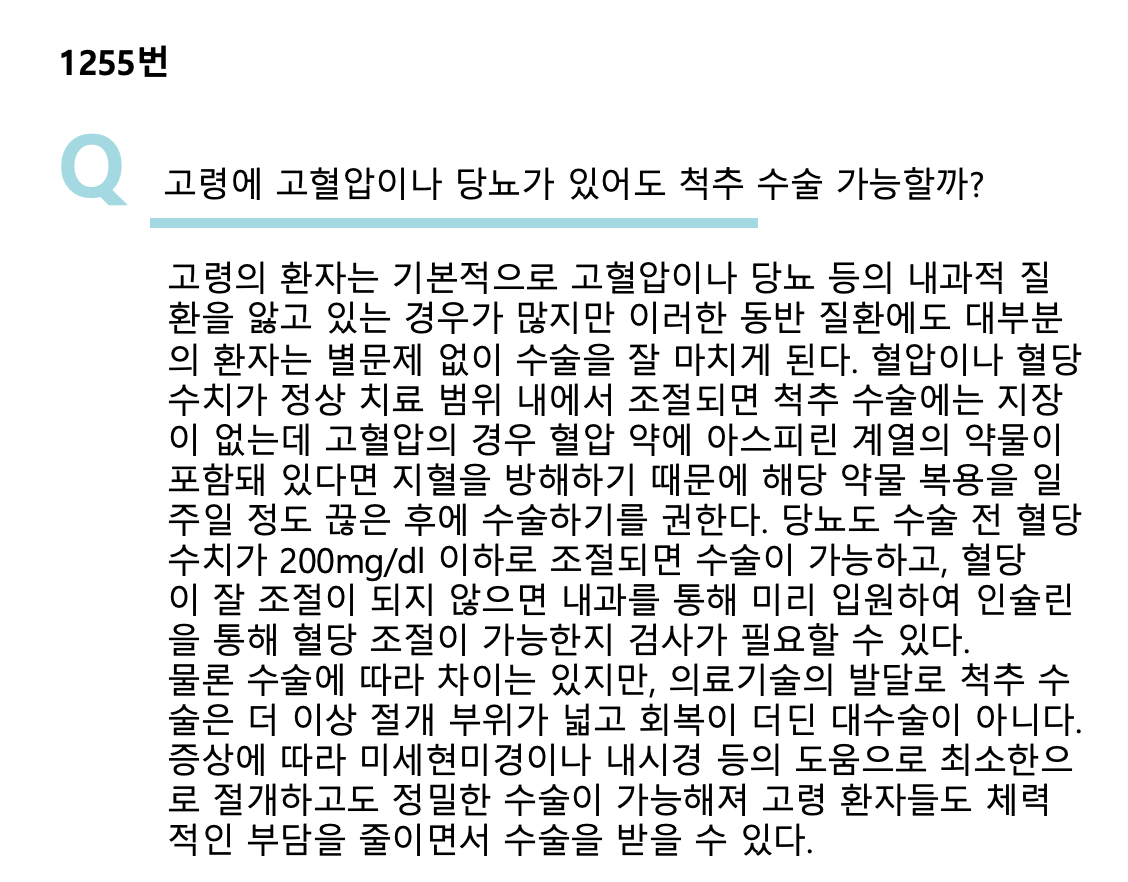 1255번
Q 고령에 고혈압이나 당뇨가 있어도 척추 수술 가능할까?
고령의 환자는 기본적으로 고혈압이나 당뇨 등의 내과적 질
환을 앓고 있는 경우가 많지만 이러한 동반 질환에도 대부분
의 환자는 별문제 없이 수술을 잘 마치게 된다. 혈압이나 혈당
수치가 정상 치료 범위 내에서 조절되면 척추 수술에는 지장
이 없는데 고혈압의 경우 혈압 약에 아스피린 계열의 약물이
포함돼 있다면 지혈을 방해하기 때문에 해당 약물 복용을 일
주일 정도 끊은 후에 수술하기를 권한다. 당뇨도 수술 전 혈당
수치가 200mg/dl 이하로 조절되면 수술이 가능하고, 혈당
이 잘 조절이 되지 않으면 내과를 통해 미리 입원하여 인슐린
을 통해 혈당 조절이 가능한지 검사가 필요할 수 있다.
물론 수술에 따라 차이는 있지만, 의료기술의 발달로 척추 수
술은 더 이상 절개 부위가 넓고 회복이 더딘 대수술이 아니다.
증상에 따라 미세현미경이나 내시경 등의 도움으로 최소한으
로 절개하고도 정밀한 수술이 가능해져 고령 환자들도 체력
적인 부담을 줄이면서 수술을 받을 수 있다.